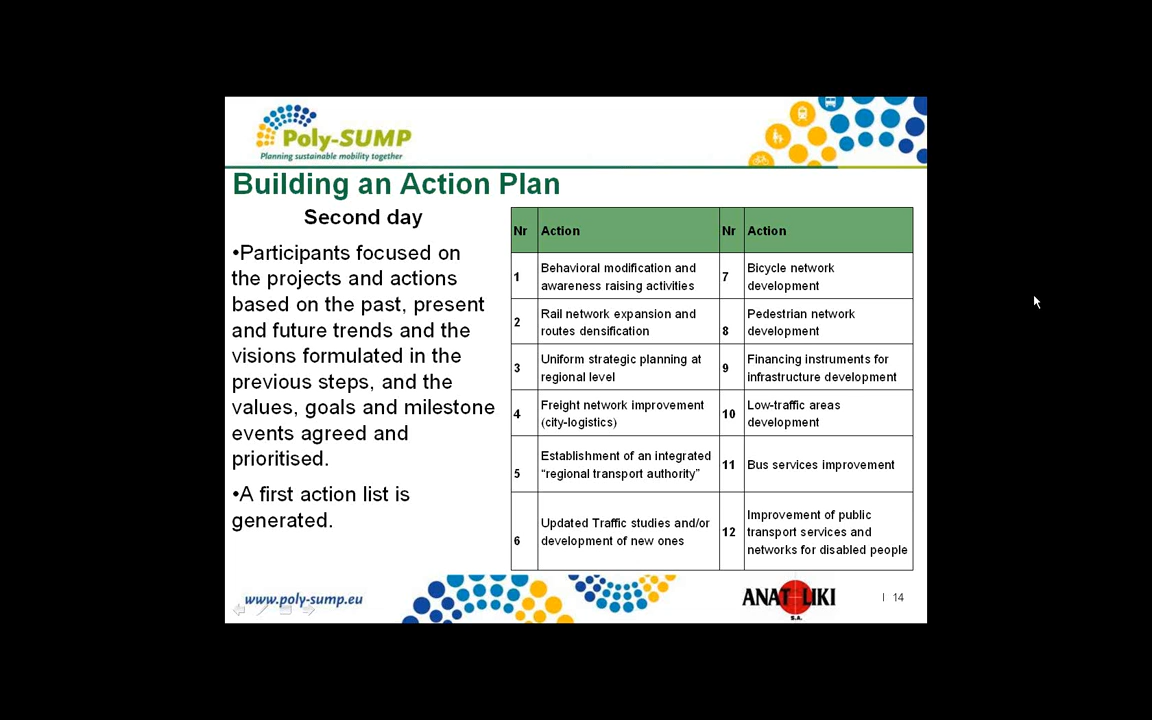 Poly-SUMP
Planning sustainable mobility together
Building an Action Plan
Second day
•Participants focused on
the projects and actions
based on the past, present
and future trends and the
visions formulated in the
previous steps, and the
values, goals and milestone
events agreed and
prioritised.
•A first action list is
generated.
Nr Action Nr Action
1 Behavioral modification and
awareness raising activities
7 Bicycle network
development
2 Rail network expansion and
routes densification
8 Pedestrian network
development
3 Uniform strategic planning at
regional level
9 Financing instruments for
infrastructure development
4 Freight network improvement
(city-logistics)
10 Low-traffic areas
development
5 Establishment of an integrated
“regional transport authority”
11 Bus services improvement
6 Updated Traffic studies and/or
development of new ones
12 Improvement of public
transport services and
networks for disabled people
www.poly-sump.eu
ANATOLIKI
S.A.
| 14